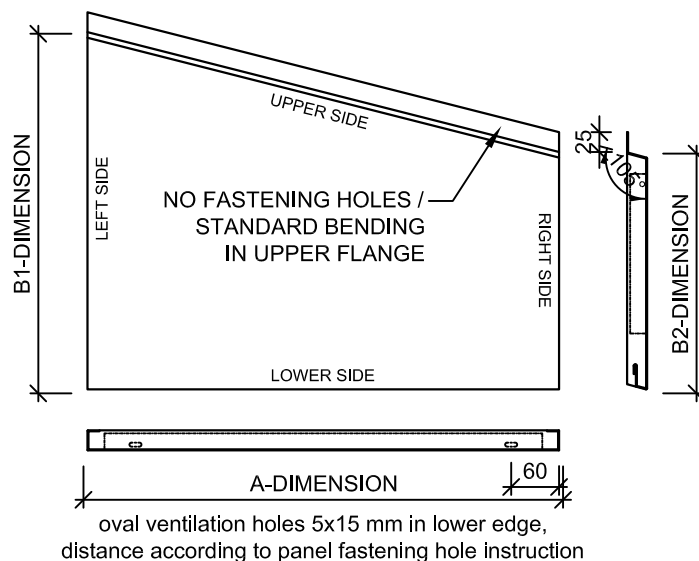 UPPER SIDE
B1-DIMENSION
LEFT SIDE
NO FASTENING HOLES /
STANDARD BENDING
IN UPPER FLANGE
RIGHT SIDE
25
105°
B2-DIMENSION
LOWER SIDE
60
A-DIMENSION
oval ventilation holes 5x15 mm in lower edge,
distance according to panel fastening hole instruction